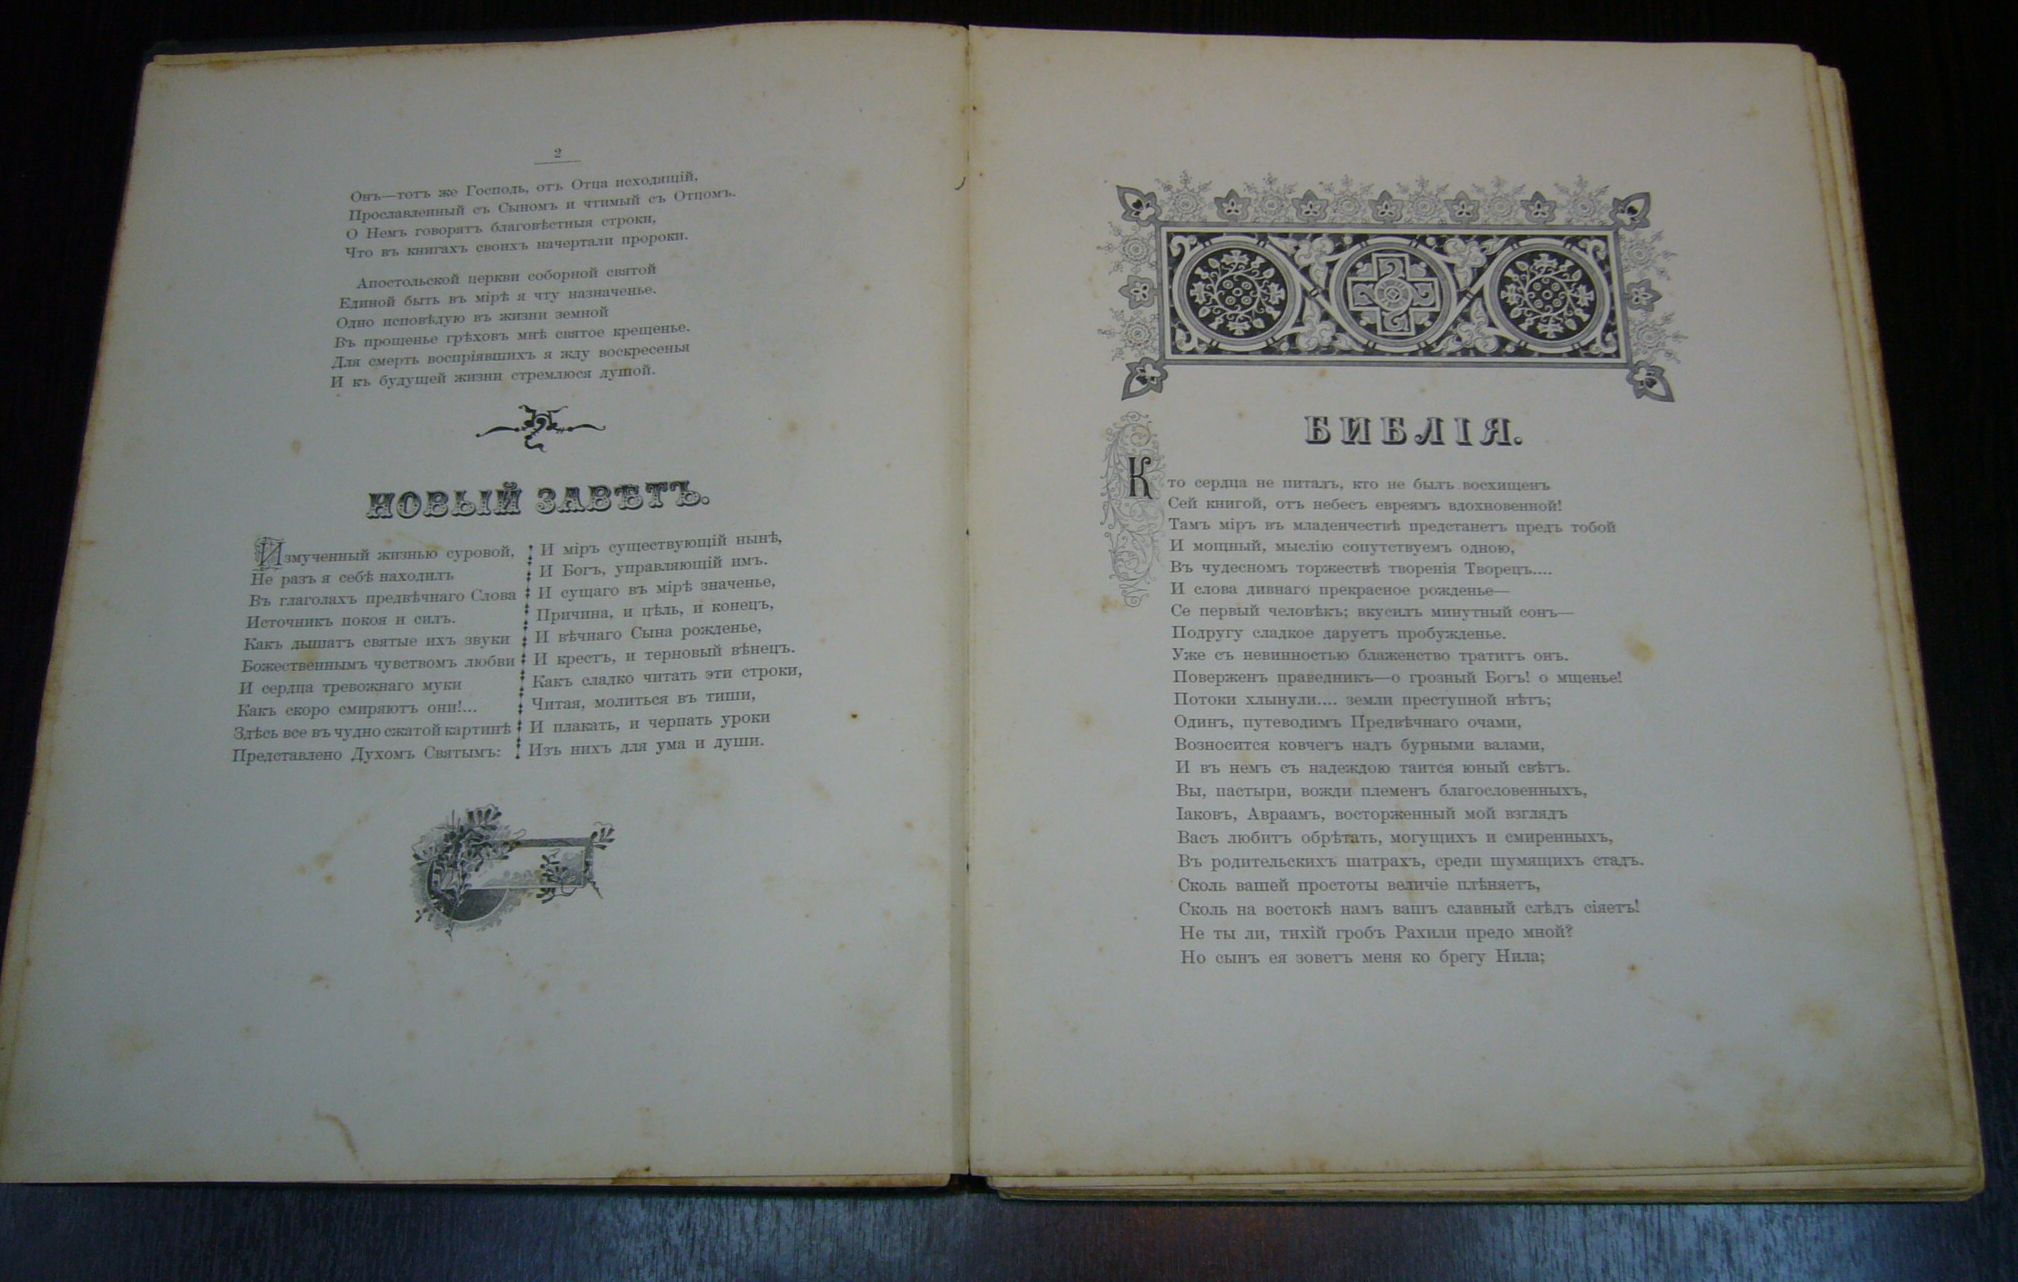 2
Онъ—тотъ же Господь, отъ Отца исходящій,
Прославленный съ Сыномъ и чтимый съ Отцомъ.
О Немъ говорятъ благовѣстныя строки,
Что въ книгахъ своихъ начертали пророки.
Апостольской церкви соборной святой
Единой быть въ мірѣ я чту назначенье.
Одно исповѣдую въ жизни земной
Въ прощенье грѣховъ мнѣ святое крещенье.
Для смерть воспріявшихъ я жду воскресенья
И къ будущей жизни стремлюся душой.
НОВЫЙ ЗАВѢТЪ.
Измученный жизнью суровой,
Не разъ я себѣ находилъ
Въ глаголахъ предвѣчнаго Слова
Источникъ покоя и силъ.
Какъ дышатъ святые ихъ звуки
Божественнымъ чувствомъ любви
И сердца тревожнаго муки
Какъ скоро смиряютъ они!...
Здѣсь все въ чудно сжатой картинѣ
Представлено Духомъ Святымъ:
И міръ существующій нынѣ,
И Богъ, управляющій имъ.
И сущаго въ мірѣ значенье,
Причина, и цѣль, и конецъ,
И вѣчнаго Сына рожденье,
И крестъ, и терновый вѣнецъ.
Какъ сладко читать эти строки,
Читая, молиться въ тиши,
И плакать, и черпать уроки
Изъ нихъ для ума и души.
БИБЛІЯ.
Кто сердца не питалъ, кто не былъ восхищенъ
Сей книгой, отъ небесъ евреямъ вдохновенной!
Тамъ міръ въ младенчествѣ предстанетъ предъ тобой
И мощный, мыслію сопутствуемъ одною,
Въ чудесномъ торжествѣ творенія Творецъ....
И слова дивнаго прекрасное рожденье—
Се первый человѣкъ; вкусилъ минутный сонъ—
Подругу сладкое даруетъ пробужденье.
Уже съ невинностью блаженство тратитъ онъ.
Поверженъ праведникъ—о грозный Богъ! о мщенье!
Потоки хлынули.... земли преступной нѣтъ;
Одинъ, путеводимъ Предвѣчнаго очами,
Возносится ковчегъ надъ бурными валами,
И въ немъ съ надеждою таится юный свѣтъ.
Вы, пастыри, вожди племенъ благословенныхъ,
Іаковъ, Авраамъ, восторженный мой взглядъ
Васъ любитъ обрѣтать, могущихъ и смиренныхъ,
Въ родительскихъ шатрахъ, среди шумящихъ стадъ.
Сколь вашей простоты величіе плѣняетъ,
Сколь на востокѣ намъ вашъ славный слѣдъ сіяетъ!
Не ты ли, тихій гробъ Рахили предо мной?
Но сынъ ея зоветъ меня ко брегу Нила;